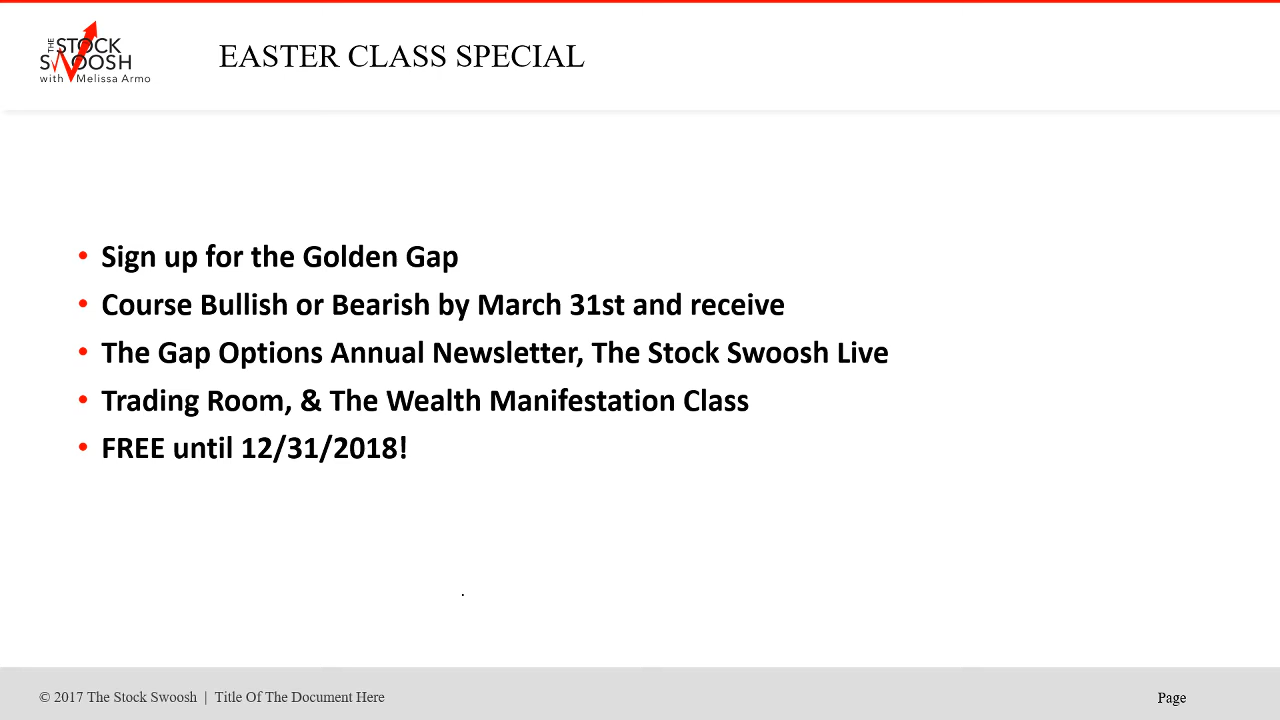 THE STOCK
SWOOSH
with Melissa Armo
EASTER CLASS SPECIAL
• Sign up for the Golden Gap
• Course Bullish or Bearish by March 31st and receive
• The Gap Options Annual Newsletter, The Stock Swoosh Live
• Trading Room, & The Wealth Manifestation Class
• FREE until 12/31/2018!
.
© 2017 The Stock Swoosh | Title Of The Document Here
Page